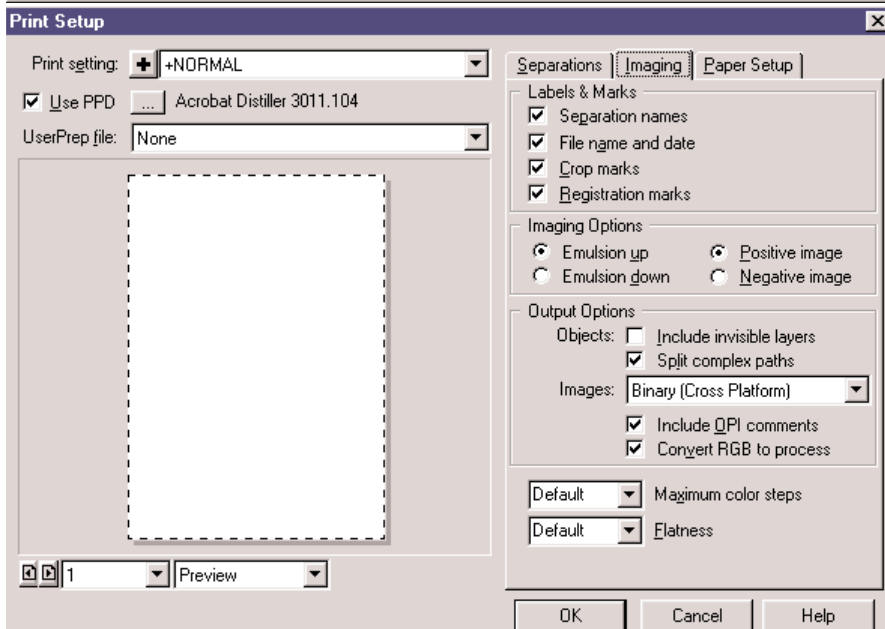 Print Setup
Print setting: +NORMAL
Use PPD ... Acrobat Distiller 3011.104
UserPrep file: None
1 Preview
Separations Imaging Paper Setup
Labels & Marks
Separation names
File name and date
Crop marks
Registration marks
Imaging Options
Emulsion up Positive image
Emulsion down Negative image
Output Options
Objects: Include invisible layers
Split complex paths
Images: Binary (Cross Platform)
Include OPI comments
Convert RGB to process
Default Maximum color steps
Default Flatness
OK Cancel Help